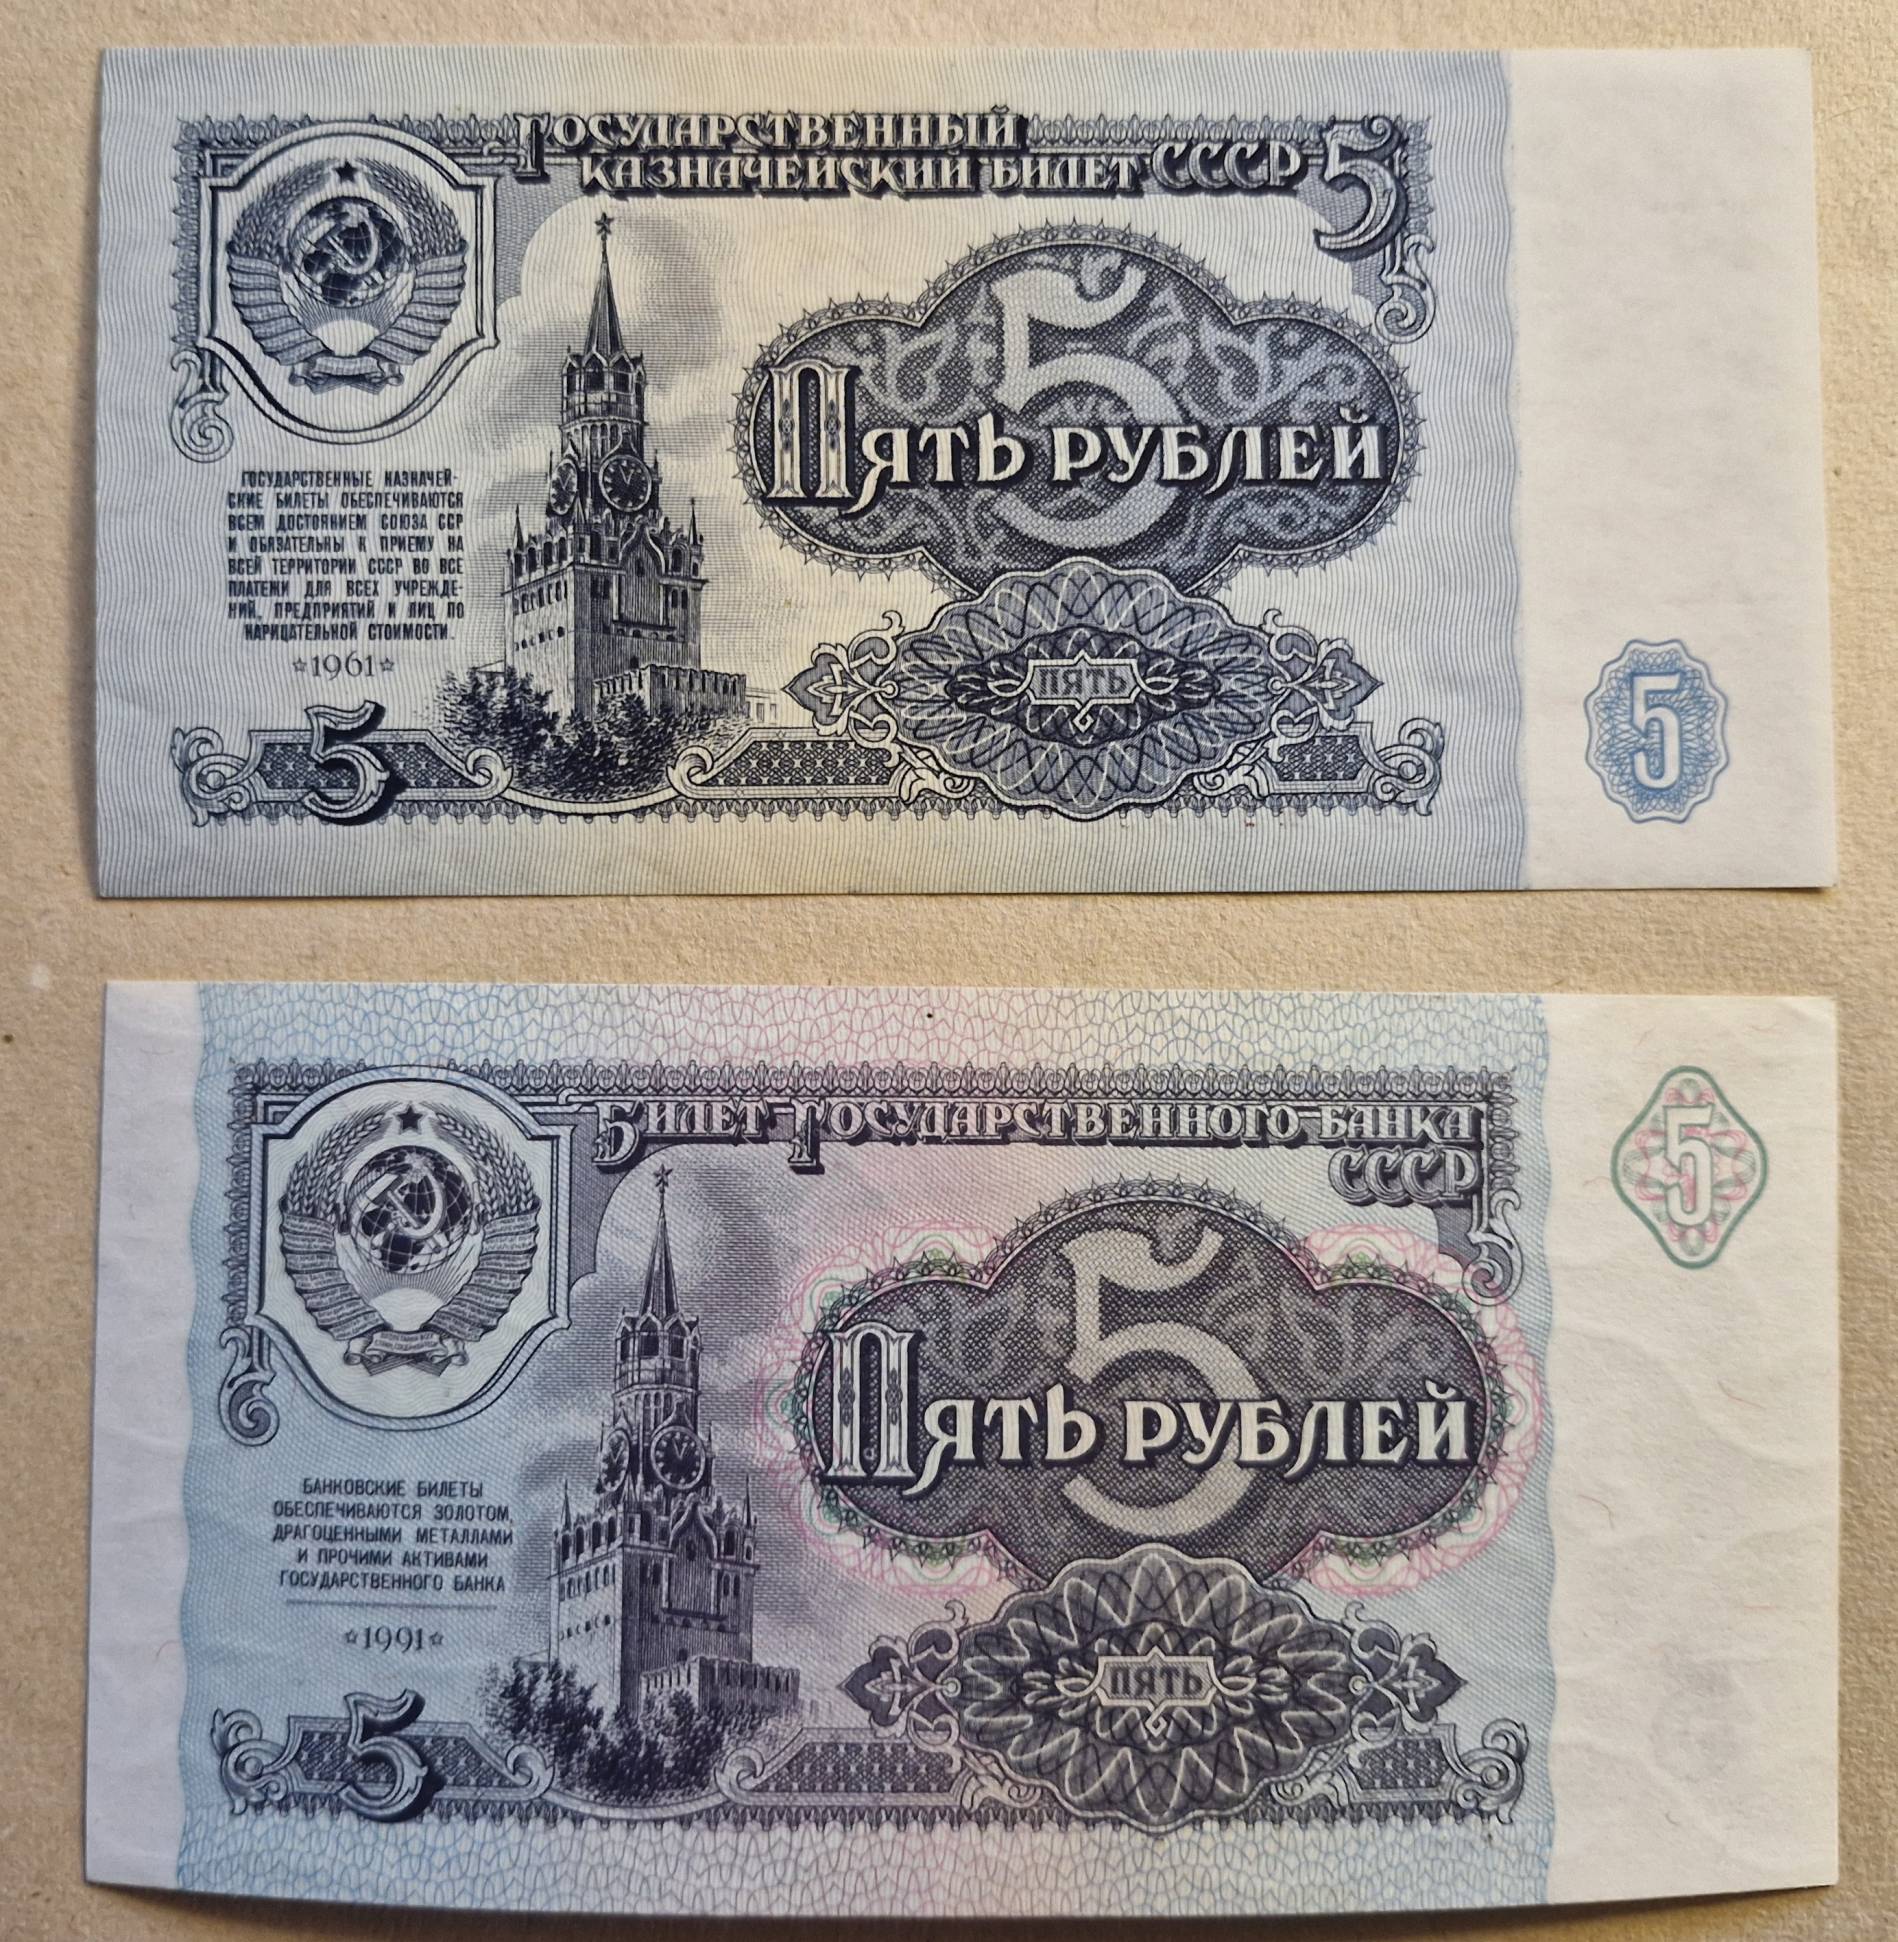 ГОСУДАРСТВЕННЫЙ
КАЗНАЧЕЙСКИЙ БИЛЕТ СССР 5
5
ПЯТЬ РУБЛЕЙ
ГОСУДАРСТВЕННЫЕ КАЗНАЧЕЙ-
СКИЕ БИЛЕТЫ ОБЕСПЕЧИВАЮТСЯ
ВСЕМ ДОСТОЯНИЕМ СОЮЗА ССР
И ОБЯЗАТЕЛЬНЫ К ПРИЕМУ НА
ВСЕЙ ТЕРРИТОРИИ СССР ВО ВСЕ
ПЛАТЕЖИ ДЛЯ ВСЕХ УЧРЕЖДЕ-
НИЙ, ПРЕДПРИЯТИЙ И ЛИЦ ПО
НАРИЦАТЕЛЬНОЙ СТОИМОСТИ.
☆1961☆
ПЯТЬ
5
5
БИЛЕТ ГОСУДАРСТВЕННОГО БАНКА
СССР
5
5
ПЯТЬ РУБЛЕЙ
БАНКОВСКИЕ БИЛЕТЫ
ОБЕСПЕЧИВАЮТСЯ ЗОЛОТОМ,
ДРАГОЦЕННЫМИ МЕТАЛЛАМИ
И ПРОЧИМИ АКТИВАМИ
ГОСУДАРСТВЕННОГО БАНКА
☆1991☆
ПЯТЬ
5